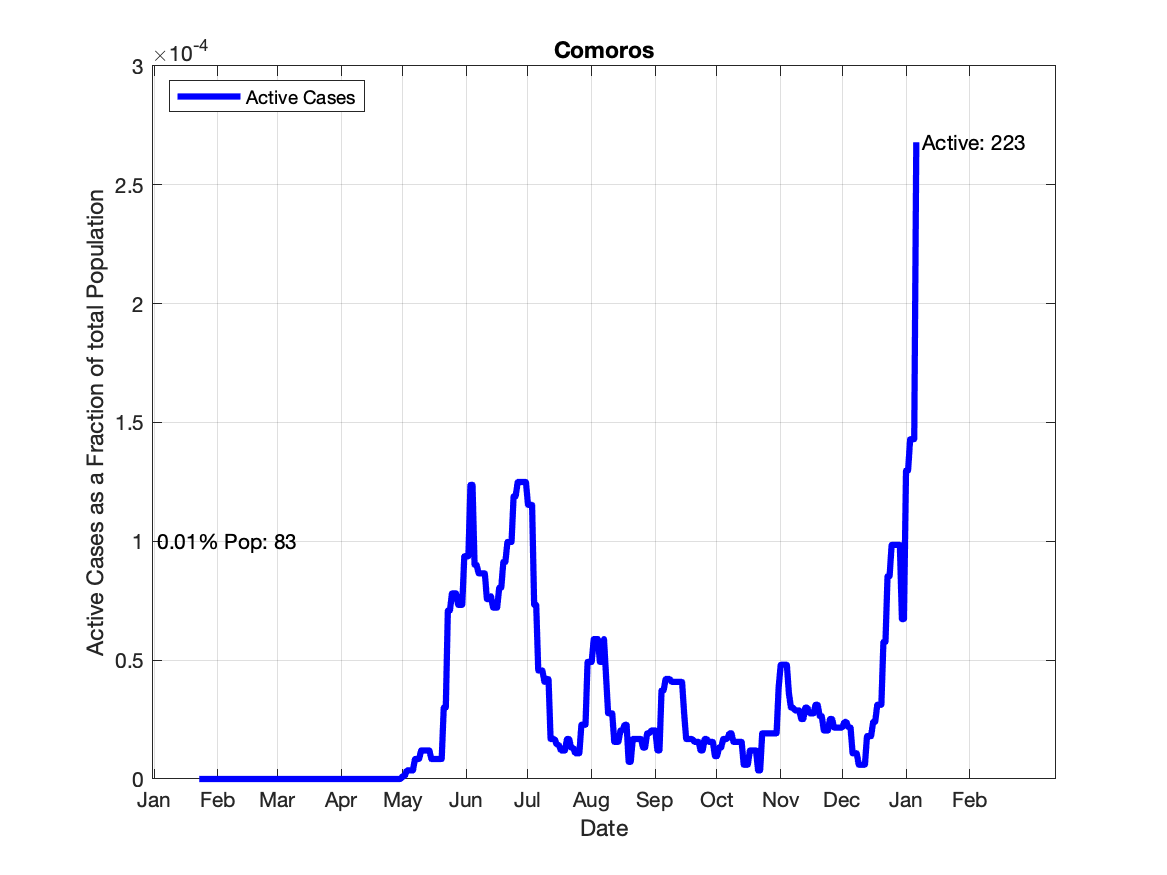 Comoros
×10-4
3
Active Cases
Active: 223
2.5
2
1.5
1
0.01% Pop: 83
0.5
0
Active Cases as a Fraction of total Population
Jan Feb Mar Apr May Jun Jul Aug Sep Oct Nov Dec Jan Feb
Date